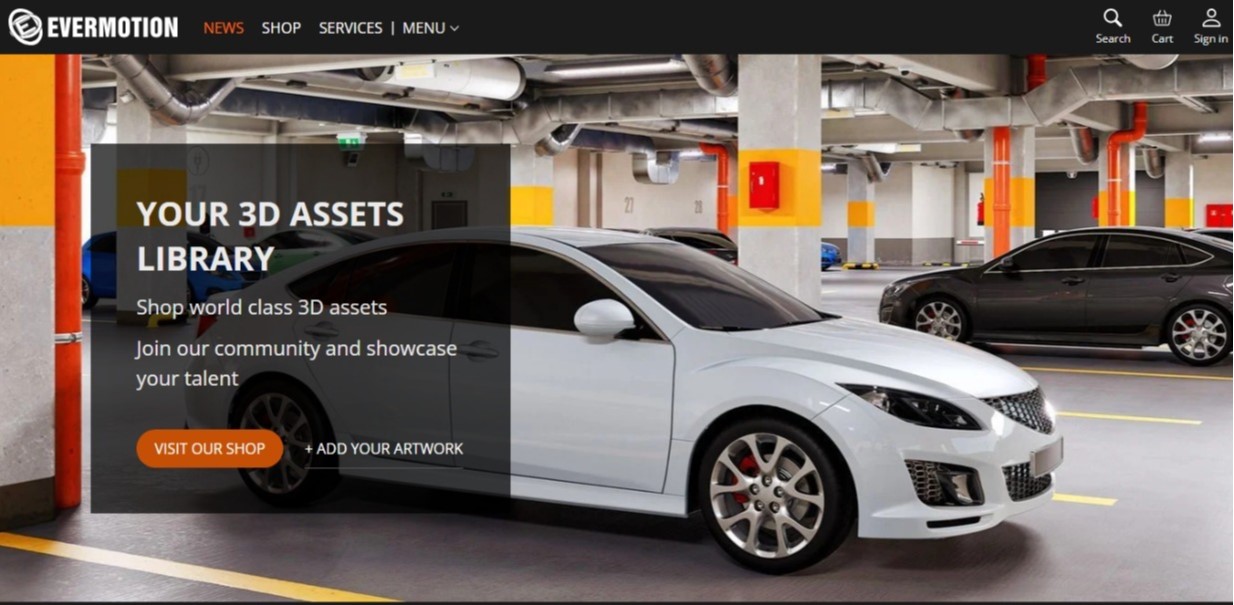 EVERMOTION
NEWS SHOP SERVICES | MENU
Search Cart Sign in
27 28
YOUR 3D ASSETS
LIBRARY
Shop world class 3D assets
Join our community and showcase
your talent
VISIT OUR SHOP + ADD YOUR ARTWORK